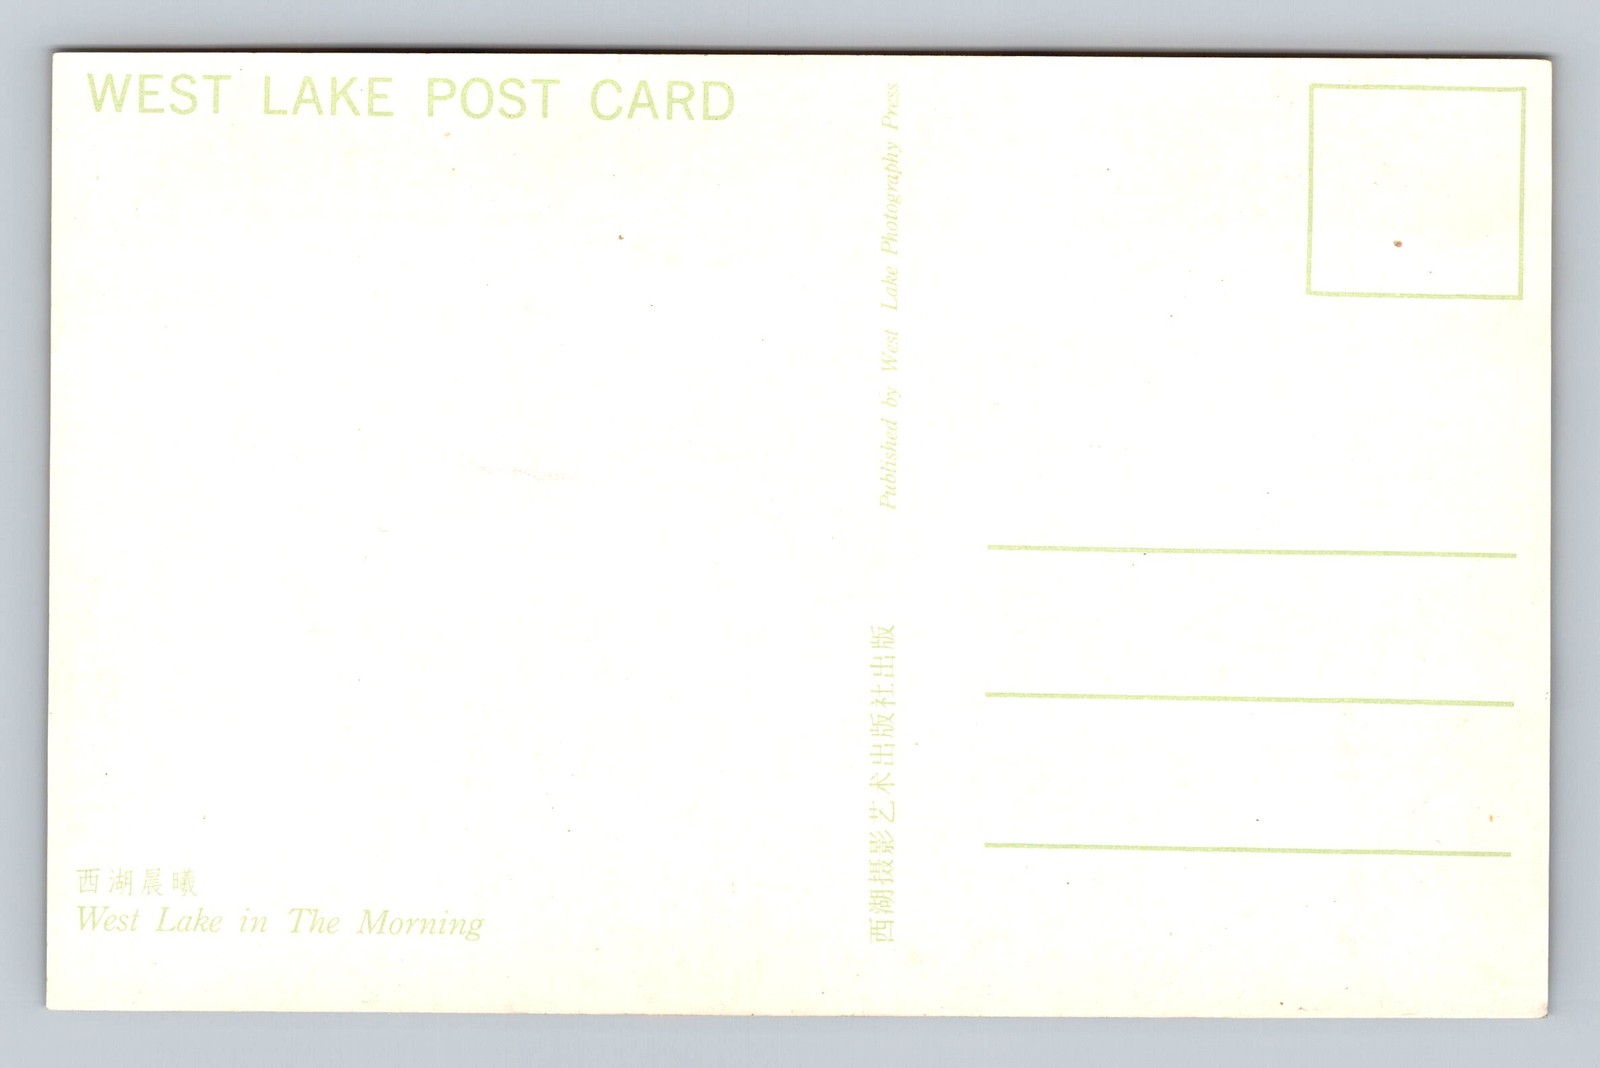 WEST LAKE POST CARD
西湖晨曦
West Lake in The Morning
Published by West Lake Photography Press
西湖摄影艺术出版社出版